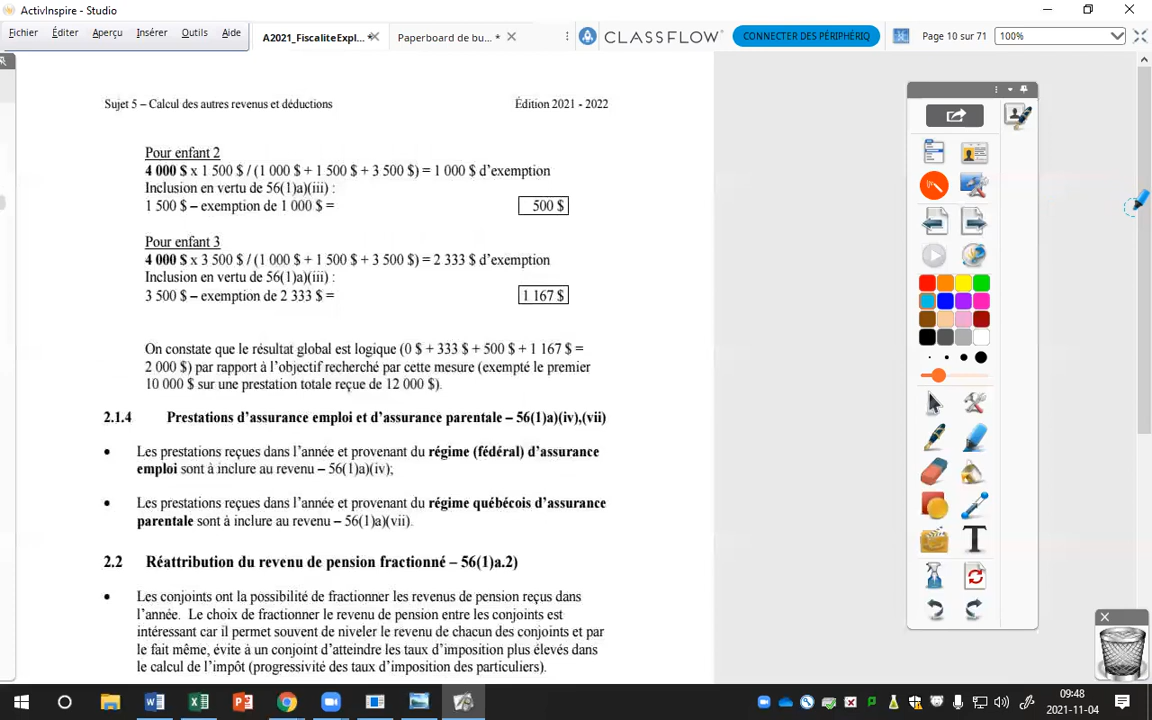 ActivInspire - Studio
Fichier Éditer Aperçu Insérer Outils Aide
A2021_FiscaliteExpl... *
Paperboard de bu... *
CLASSFLOW
CONNECTER DES PÉRIPHÉRIQ
Page 10 sur 71
100%
Sujet 5 – Calcul des autres revenus et déductions
Édition 2021 - 2022
Pour enfant 2
4 000 $ x 1 500 $ / (1 000 $ + 1 500 $ + 3 500 $) = 1 000 $ d’exemption
Inclusion en vertu de 56(1)a)(iii) :
1 500 $ – exemption de 1 000 $ = 500 $
Pour enfant 3
4 000 $ x 3 500 $ / (1 000 $ + 1 500 $ + 3 500 $) = 2 333 $ d’exemption
Inclusion en vertu de 56(1)a)(iii) :
3 500 $ – exemption de 2 333 $ = 1 167 $
On constate que le résultat global est logique (0 $ + 333 $ + 500 $ + 1 167 $ =
2 000 $) par rapport à l’objectif recherché par cette mesure (exempté le premier
10 000 $ sur une prestation totale reçue de 12 000 $).
2.1.4 Prestations d’assurance emploi et d’assurance parentale – 56(1)a)(iv),(vii)
• Les prestations reçues dans l’année et provenant du régime (fédéral) d’assurance
emploi sont à inclure au revenu – 56(1)a)(iv);
• Les prestations reçues dans l’année et provenant du régime québécois d’assurance
parentale sont à inclure au revenu – 56(1)a)(vii).
2.2 Réattribution du revenu de pension fractionné – 56(1)a.2)
• Les conjoints ont la possibilité de fractionner les revenus de pension reçus dans
l’année. Le choix de fractionner le revenu de pension entre les conjoints est
intéressant car il permet souvent de niveler le revenu de chacun des conjoints et par
le fait même, évite à un conjoint d’atteindre les taux d’imposition plus élevés dans
le calcul de l’impôt (progressivité des taux d’imposition des particuliers).
09:48
2021-11-04